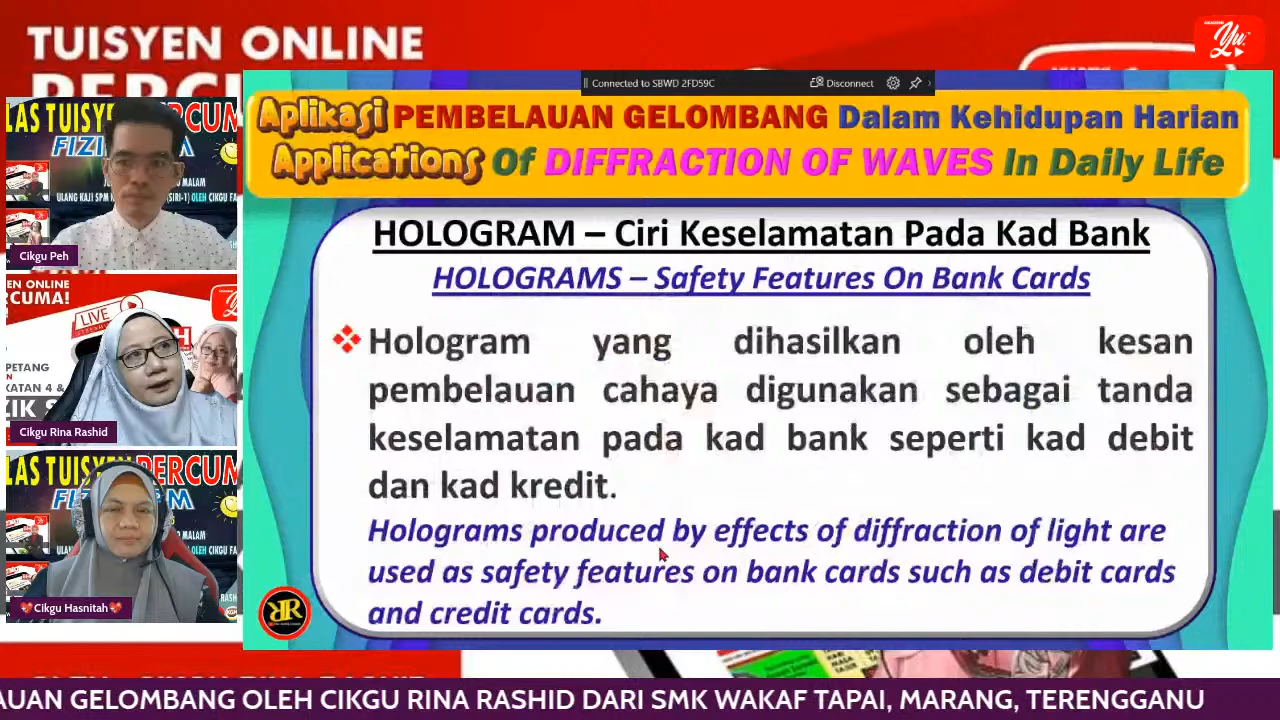 TUISYEN ONLINE
Connected to SBWD 2FD59C
Disconnect
Aplikasi PEMBELAUAN GELOMBANG Dalam Kehidupan Harian
Applications Of DIFFRACTION OF WAVES In Daily Life
HOLOGRAM – Ciri Keselamatan Pada Kad Bank
HOLOGRAMS – Safety Features On Bank Cards
Hologram yang dihasilkan oleh kesan
pembelauan cahaya digunakan sebagai tanda
keselamatan pada kad bank seperti kad debit
dan kad kredit.
Holograms produced by effects of diffraction of light are
used as safety features on bank cards such as debit cards
and credit cards.
Cikgu Peh
LIVE
Cikgu Rina Rashid
Cikgu Hasnitah
AUAN GELOMBANG OLEH CIKGU RINA RASHID DARI SMK WAKAF TAPAI, MARANG, TERENGGANU